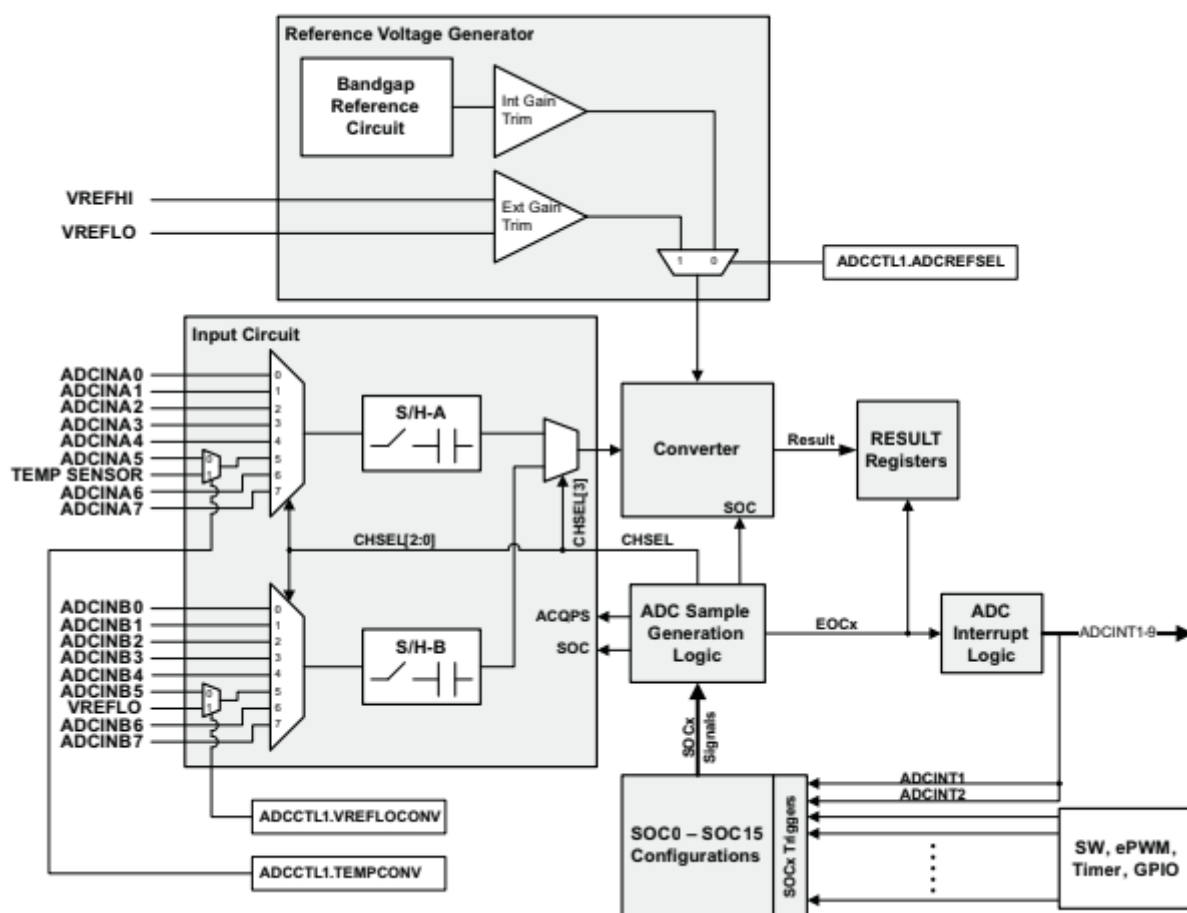 Reference Voltage Generator
Bandgap
Reference
Circuit
Int Gain
Trim
VREFHI
VREFLO
Ext Gain
Trim
1 0
ADCCTL1.ADCREFSEL
Input Circuit
ADCINA0
ADCINA1
ADCINA2
ADCINA3
ADCINA4
ADCINA5
TEMP SENSOR
ADCINA6
ADCINA7
0
1
0
1
2
3
4
5
6
7
S/H-A
Converter
SOC
Result
RESULT
Registers
CHSEL[3]
CHSEL[2:0]
CHSEL
ADCINB0
ADCINB1
ADCINB2
ADCINB3
ADCINB4
ADCINB5
VREFLO
ADCINB6
ADCINB7
0
1
0
1
2
3
4
5
6
7
S/H-B
ACQPS
SOC
ADC Sample
Generation
Logic
EOCx
ADC
Interrupt
Logic
ADCINT1-9
SOCx
Signals
ADCINT1
ADCINT2
SOC0 – SOC15
Configurations
SOCx Triggers
SW, ePWM,
Timer, GPIO
ADCCTL1.VREFLOCONV
ADCCTL1.TEMPCONV